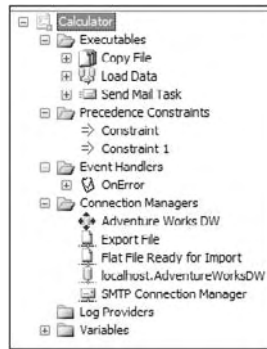 Calculator
Executables
Copy File
Load Data
Send Mail Task
Precedence Constraints
Constraint
Constraint 1
Event Handlers
OnError
Connection Managers
Adventure Works DW
Export File
Flat File Ready for Import
localhost.AdventureWorksDW
SMTP Connection Manager
Log Providers
Variables